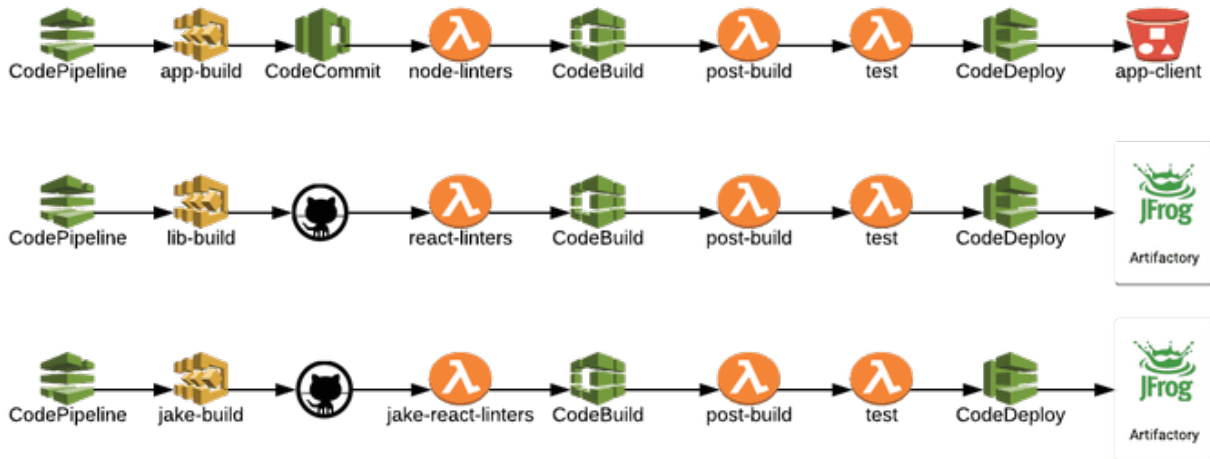 CodePipeline app-build CodeCommit node-linters CodeBuild post-build test CodeDeploy app-client
JFrog
CodePipeline lib-build react-linters CodeBuild post-build test CodeDeploy
Artifactory
JFrog
CodePipeline jake-build jake-react-linters CodeBuild post-build test CodeDeploy
Artifactory